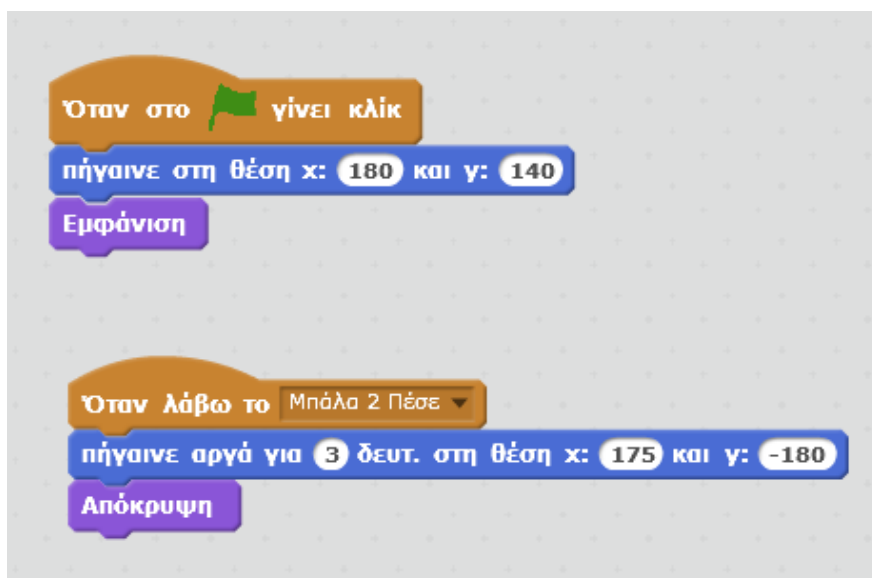 Όταν στο γίνει κλίκ
πήγαινε στη θέση x: 180 και y: 140
Εμφάνιση
Όταν λάβω το Μπάλα 2 Πέσε
πήγαινε αργά για 3 δευτ. στη θέση x: 175 και y: -180
Απόκρυψη